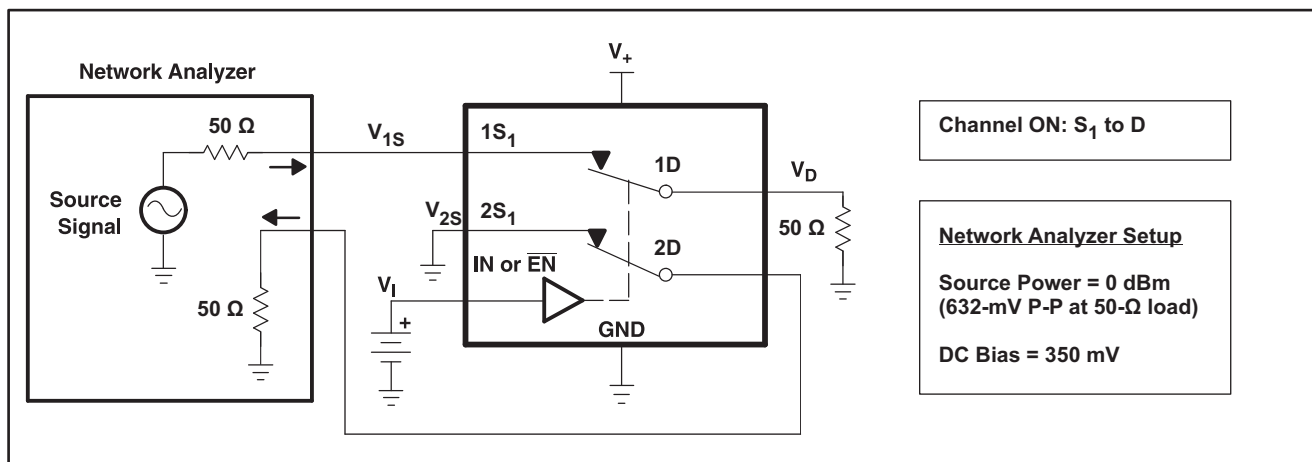 V+
Network Analyzer
50 Ω
V1S
1S1
1D
VD
Source
Signal
V2S
2S1
50 Ω
2D
IN or E̅N̅
VI
50 Ω
+
GND
Channel ON: S1 to D
Network Analyzer Setup
Source Power = 0 dBm
(632-mV P-P at 50-Ω load)
DC Bias = 350 mV